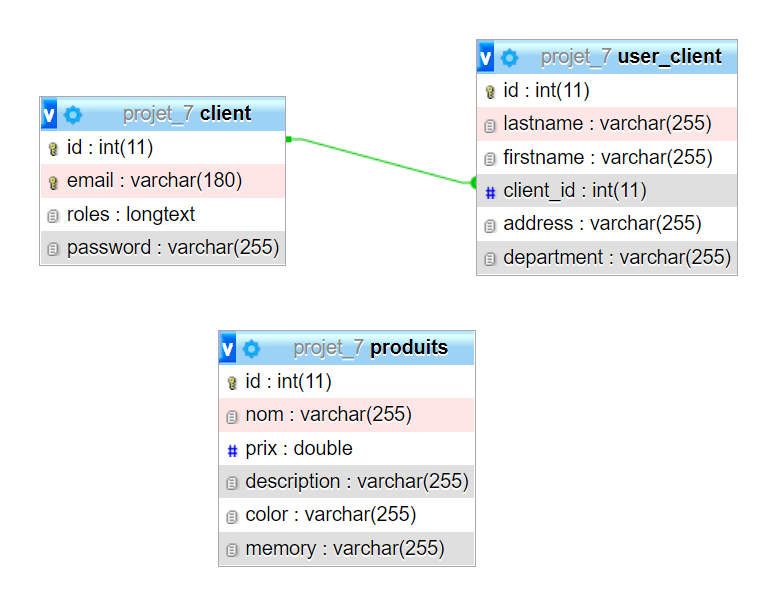 v projet_7 client
id : int(11)
email : varchar(180)
roles : longtext
password : varchar(255)
v projet_7 user_client
id : int(11)
lastname : varchar(255)
firstname : varchar(255)
# client_id : int(11)
address : varchar(255)
department : varchar(255)
v projet_7 produits
id : int(11)
nom : varchar(255)
# prix : double
description : varchar(255)
color : varchar(255)
memory : varchar(255)